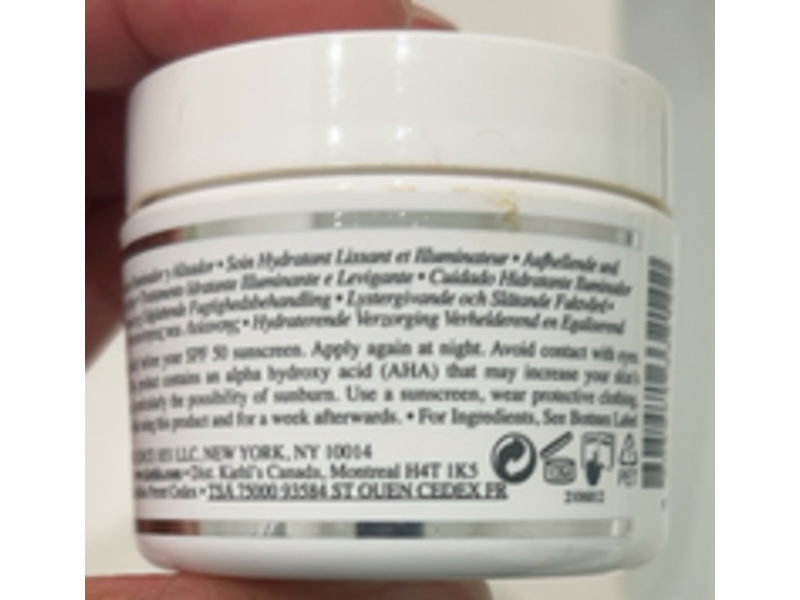 y Alisador • Soin Hydratant Lissant et Illuminateur • Aufhellende und
• Trattamento Idratante Illuminante e Levigante • Cuidado Hidratante Iluminador
Fugtighedsbehandling • Lystergivande och Slätande
• Hydraterende Verzorging Verhelderend en Egaliserend
before your SPF 50 sunscreen. Apply again at night. Avoid contact with eyes.
product contains an alpha hydroxy acid (AHA) that may increase your skin's
the possibility of sunburn. Use a sunscreen, wear protective clothing,
using this product and for a week afterwards. • For Ingredients, See Bottom Label
LLC, NEW YORK, NY 10014
• Dist. Kiehl's Canada, Montreal H4T 1K5
Cedex • TSA 75000 93584 ST OUEN CEDEX FR